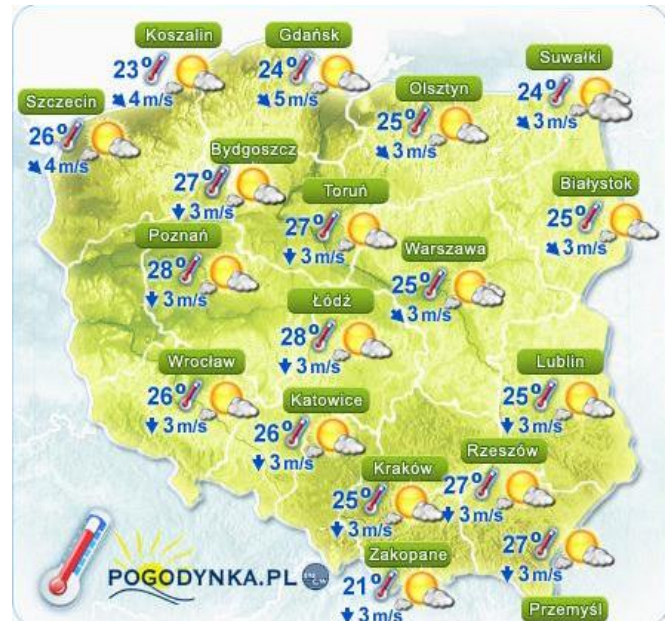 Koszalin
23°
4 m/s
Gdańsk
24°
5 m/s
Suwałki
24°
3 m/s
Szczecin
26°
4 m/s
Olsztyn
25°
3 m/s
Bydgoszcz
27°
3 m/s
Toruń
27°
3 m/s
Białystok
25°
3 m/s
Poznań
28°
3 m/s
Warszawa
25°
3 m/s
Łódź
28°
3 m/s
Wrocław
26°
3 m/s
Katowice
26°
3 m/s
Lublin
25°
3 m/s
Kraków
25°
3 m/s
Rzeszów
27°
3 m/s
Zakopane
21°
3 m/s
27°
3 m/s
Przemyśl
POGODYNKA.PL